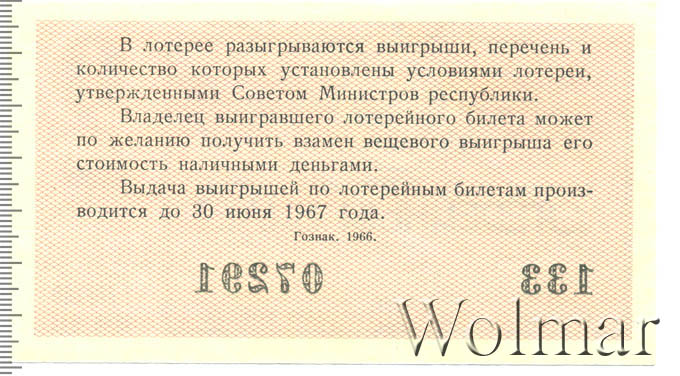 В лотерее разыгрываются выигрыши, перечень и
количество которых установлены условиями лотереи,
утвержденными Советом Министров республики.
Владелец выигравшего лотерейного билета может
по желанию получить взамен вещевого выигрыша его
стоимость наличными деньгами.
Выдача выигрышей по лотерейным билетам произ-
водится до 30 июня 1967 года.
Гознак. 1966.
07291 133
Wolmar